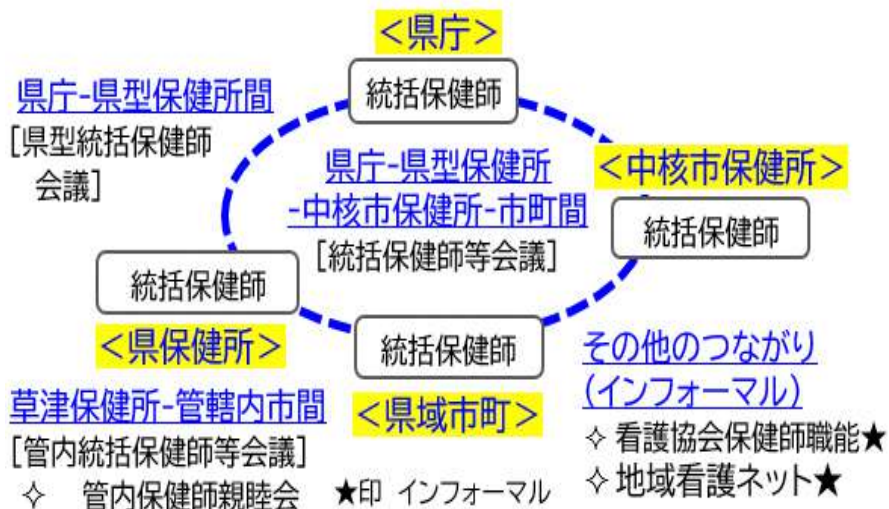 ＜県庁＞
統括保健師
県庁-県型保健所間
[県型統括保健師
会議]
県庁-県型保健所
-中核市保健所-市町間
[統括保健師等会議]
＜中核市保健所＞
統括保健師
統括保健師
＜県保健所＞
統括保健師
＜県域市町＞
草津保健所-管轄内市間
[管内統括保健師等会議]
✧ 管内保健師親睦会
★印 インフォーマル
その他のつながり
（インフォーマル）
✧ 看護協会保健師職能★
✧ 地域看護ネット★